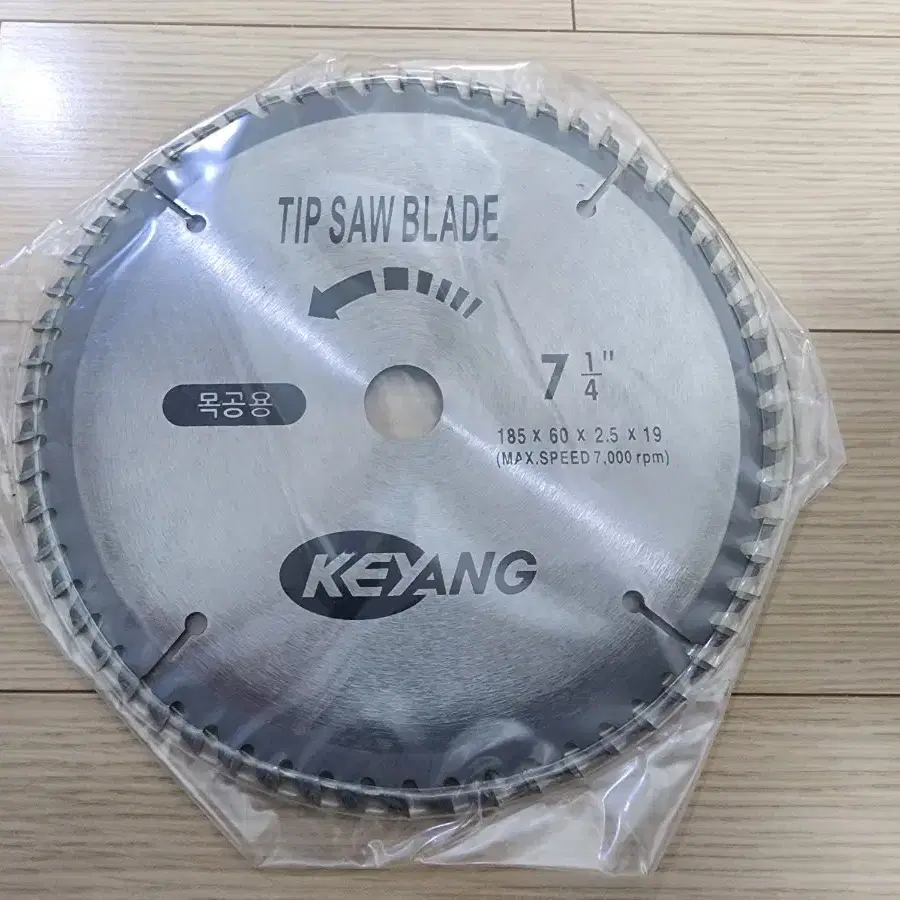 TIP SAW BLADE
7 1/4"
목공용
185 x 60 x 2.5 x 19
(MAX.SPEED 7,000 rpm)
KEYANG